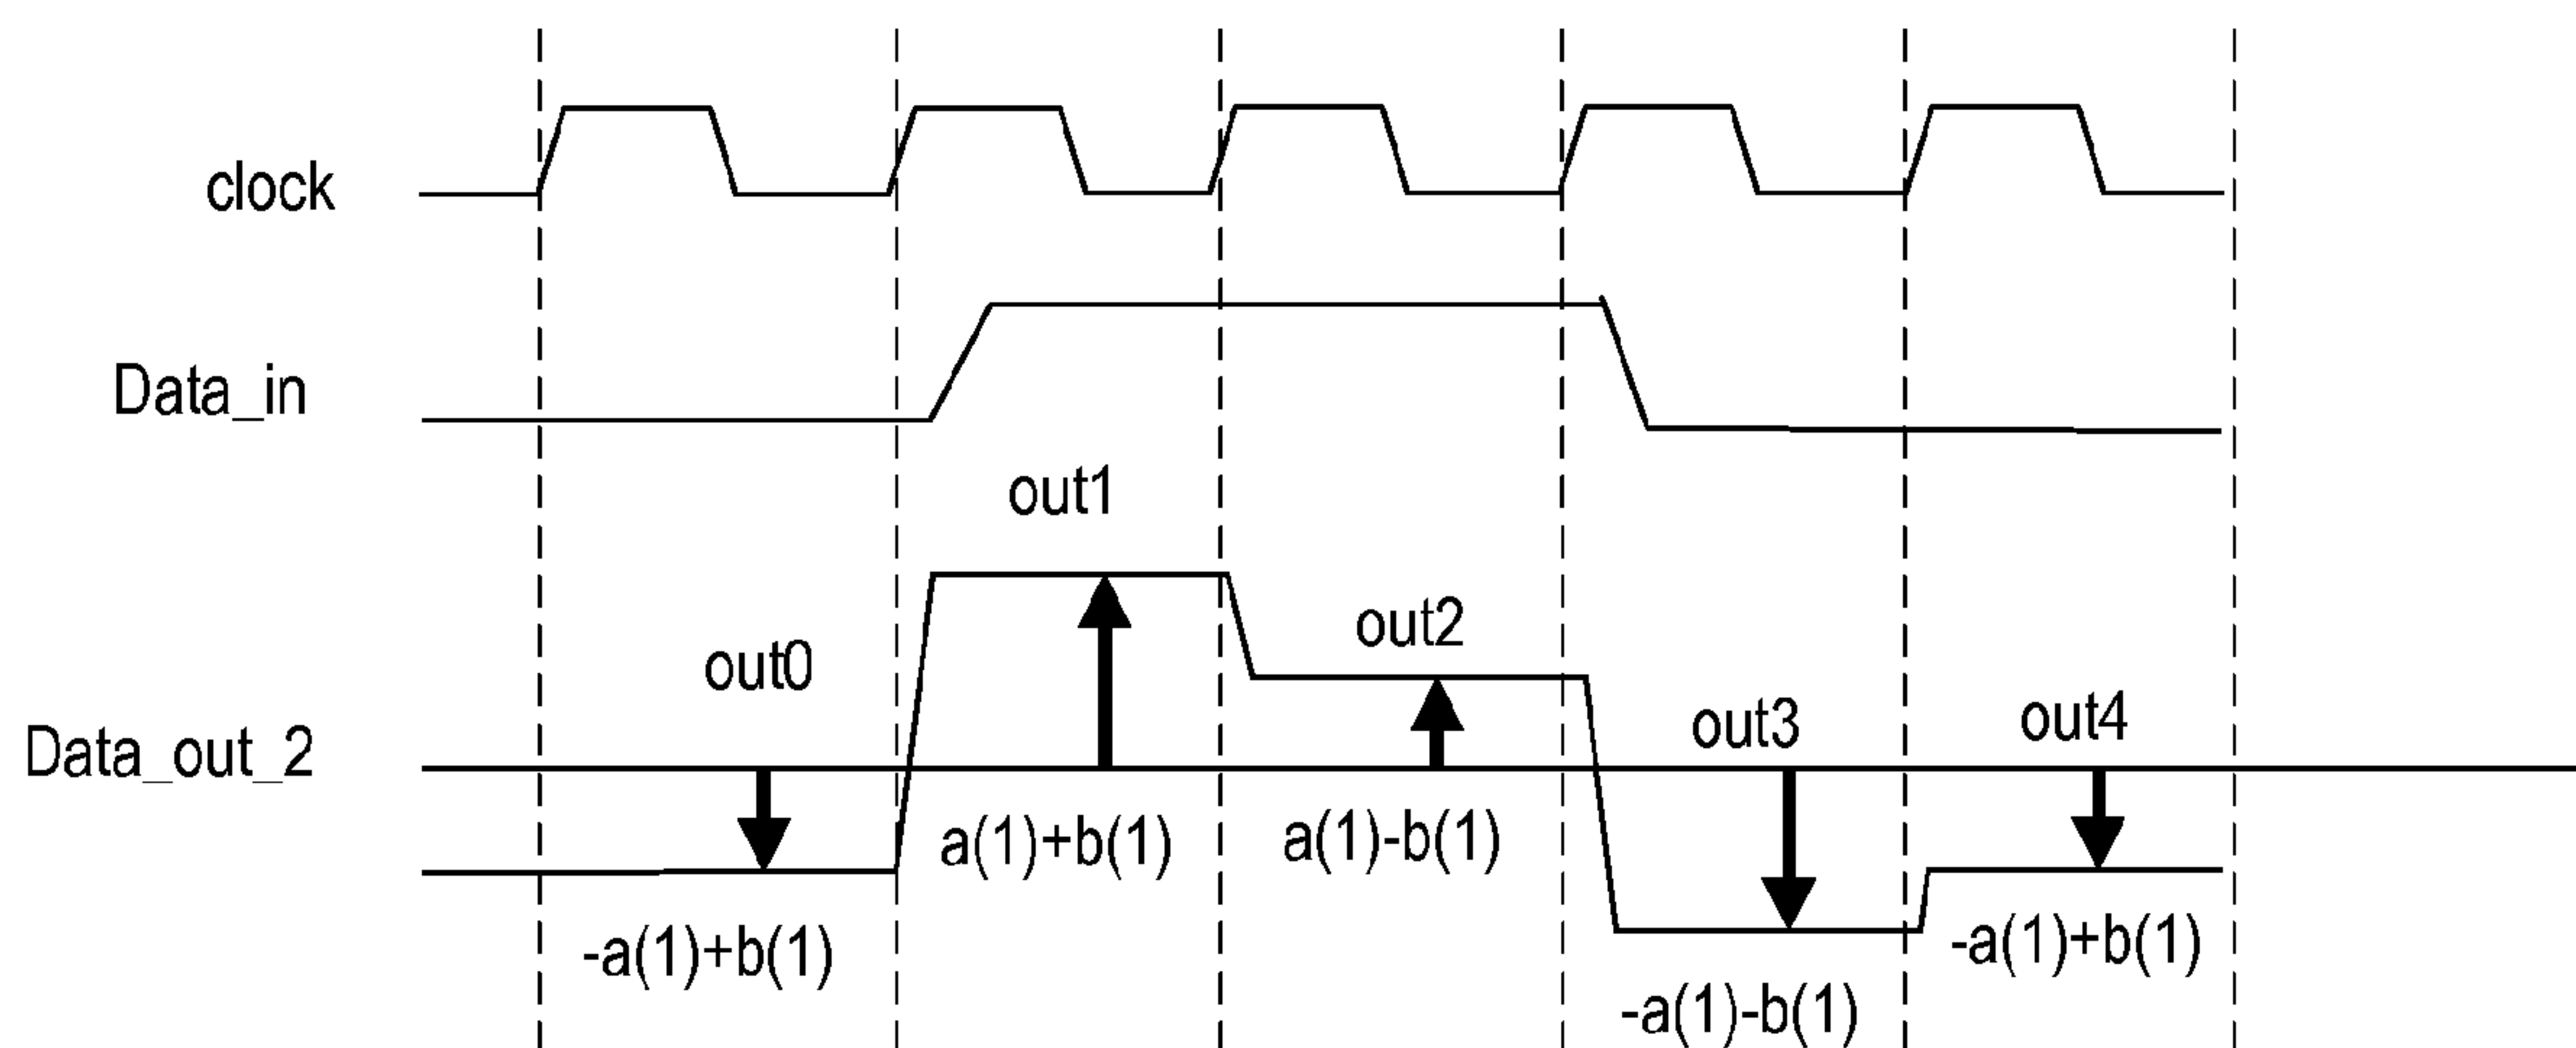 clock
Data_in
out1
out2
out0
out3
out4
Data_out_2
a(1)+b(1)
a(1)-b(1)
-a(1)+b(1)
-a(1)+b(1)
-a(1)-b(1)